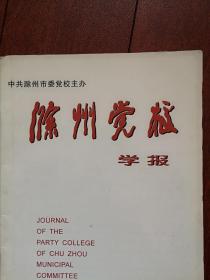 中共滁州市委党校主办
滁州党校
学报
JOURNAL
OF THE
PARTY COLLEGE
OF CHU ZHOU
MUNICIPAL
COMMITTEE